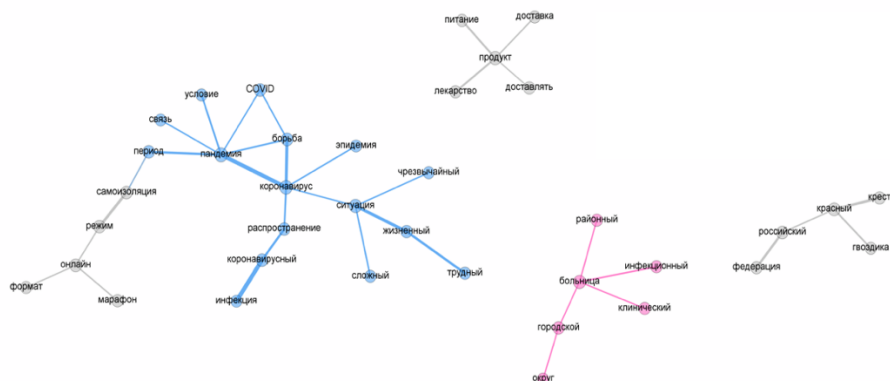 питание
доставка
продукт
лекарство
доставлять
COVID
условие
связь
борьба
период
пандемия
эпидемия
чрезвычайный
коронавирус
самоизоляция
ситуация
режим
распространение
жизненный
коронавирусный
онлайн
сложный
трудный
формат
марафон
инфекция
районный
инфекционный
больница
клинический
городской
округ
крест
красный
российский
гвоздика
федерация